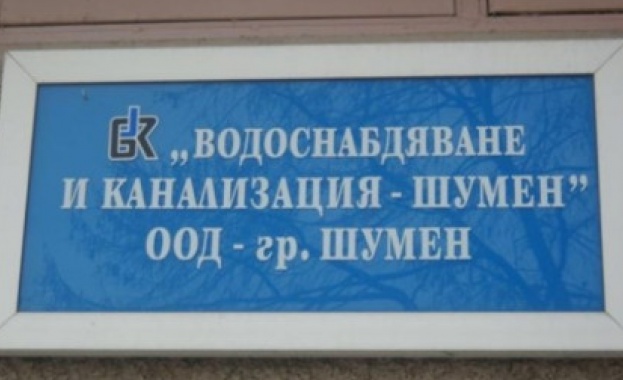 „ВОДОСНАБДЯВАНЕ
И КАНАЛИЗАЦИЯ - ШУМЕН”
ООД - гр. ШУМЕН